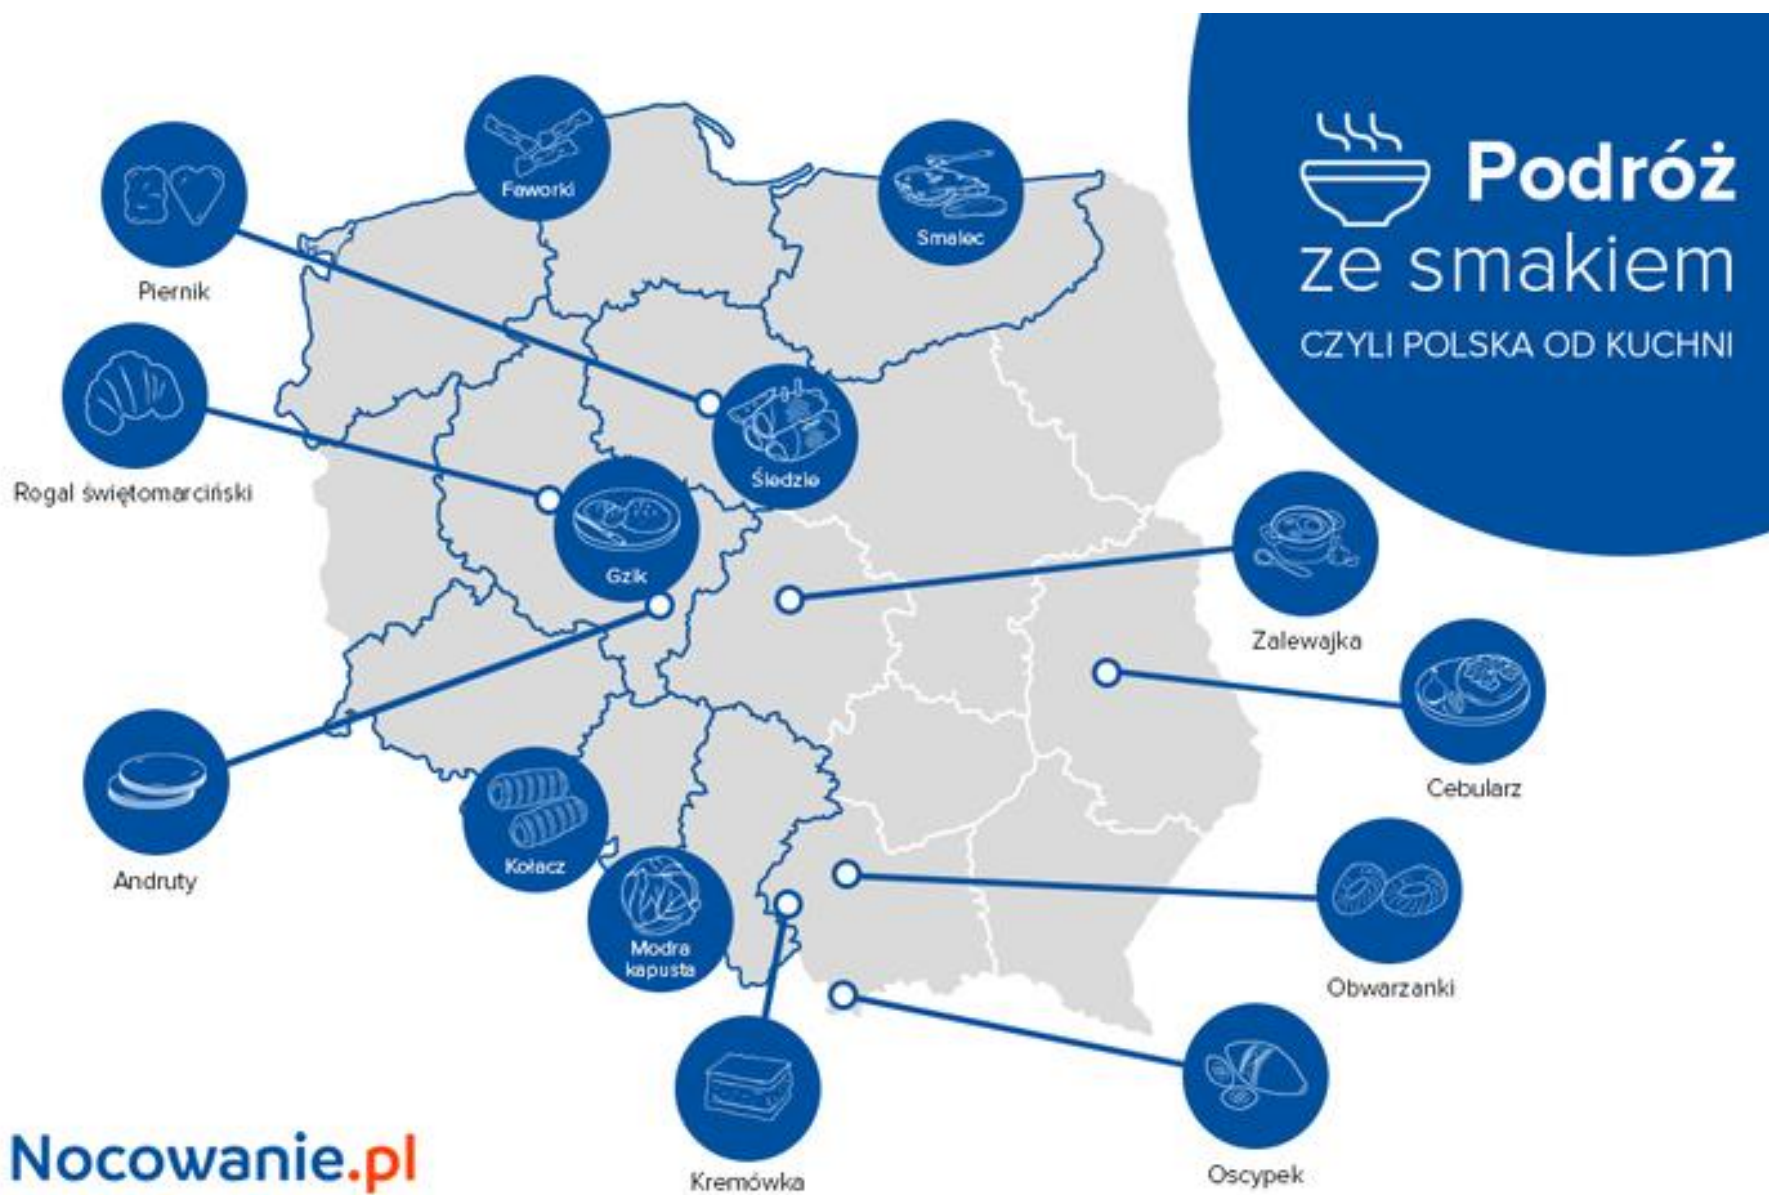 Podróż
ze smakiem
CZYLI POLSKA OD KUCHNI
Faworki
Smalec
Piernik
Śledzie
Rogal świętomarciński
Gzik
Zalewajka
Cebularz
Andruty
Kołacz
Modra
kapusta
Obwarzanki
Kremówka
Oscypek
Nocowanie.pl